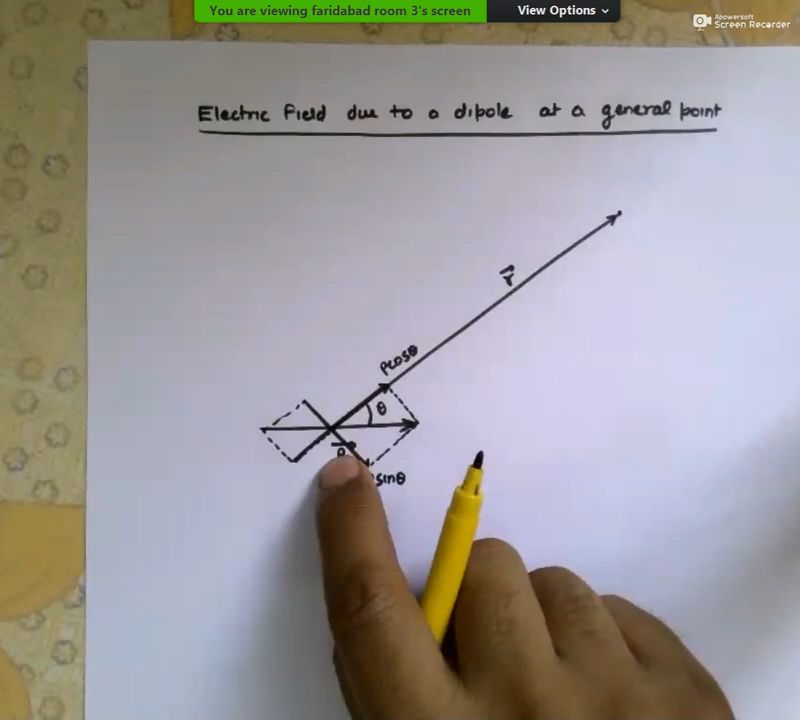 You are viewing faridabad room 3's screen
View Options
Apowersoft
Screen Recorder
Electric Field due to a dipole at a general point
r
Pcosθ
θ
sinθ